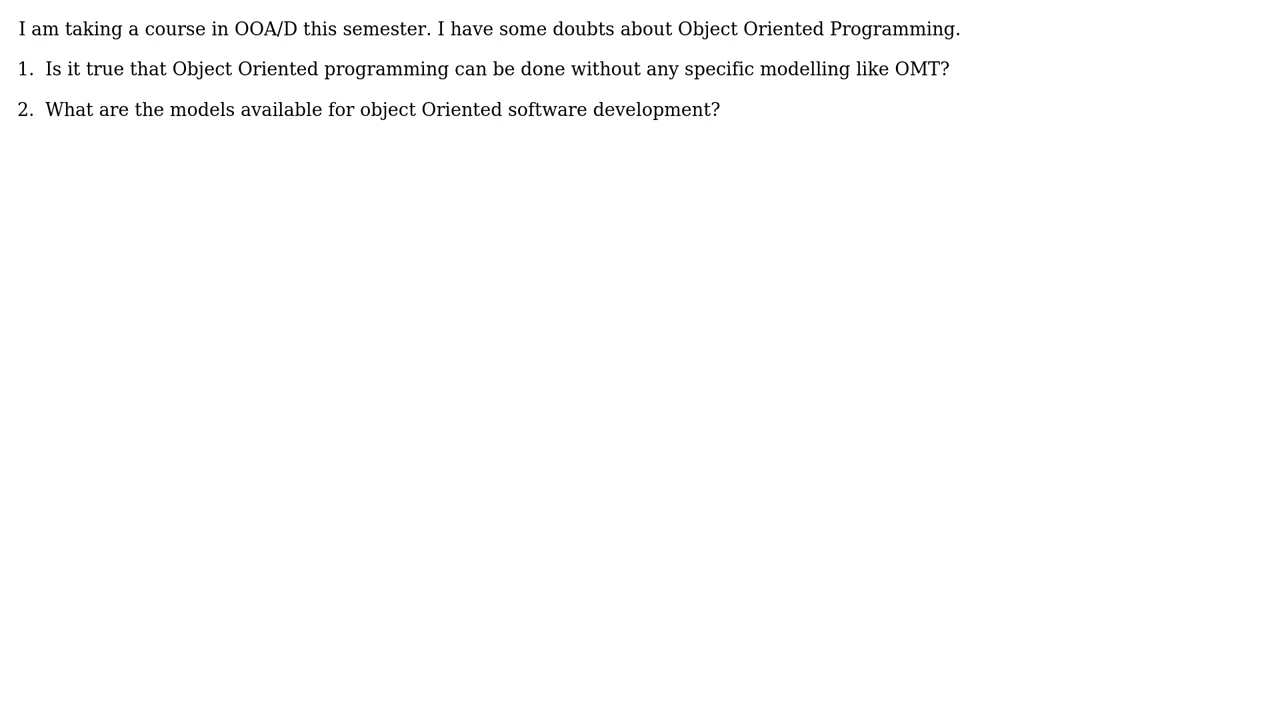 I am taking a course in OOA/D this semester. I have some doubts about Object Oriented Programming.
1. Is it true that Object Oriented programming can be done without any specific modelling like OMT?
2. What are the models available for object Oriented software development?